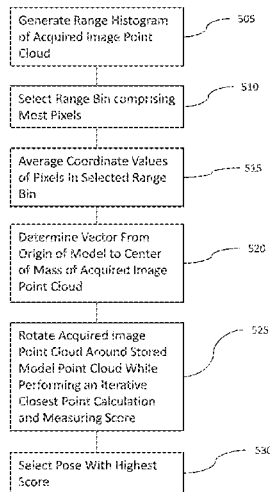 Generate Range Histogram
of Acquired Image Point
Cloud
505
Select Range Bin comprising
Most Pixels
510
Average Coordinate Values
of Pixels in Selected Range
Bin
515
Determine Vector From
Origin of Model to Center
of Mass of Acquired Image
Point Cloud
520
Rotate Acquired Image
Point Cloud Around Stored
Model Point Cloud While
Performing an Iterative
Closest Point Calculation
and Measuring Score
525
Select Pose With Highest
Score
530